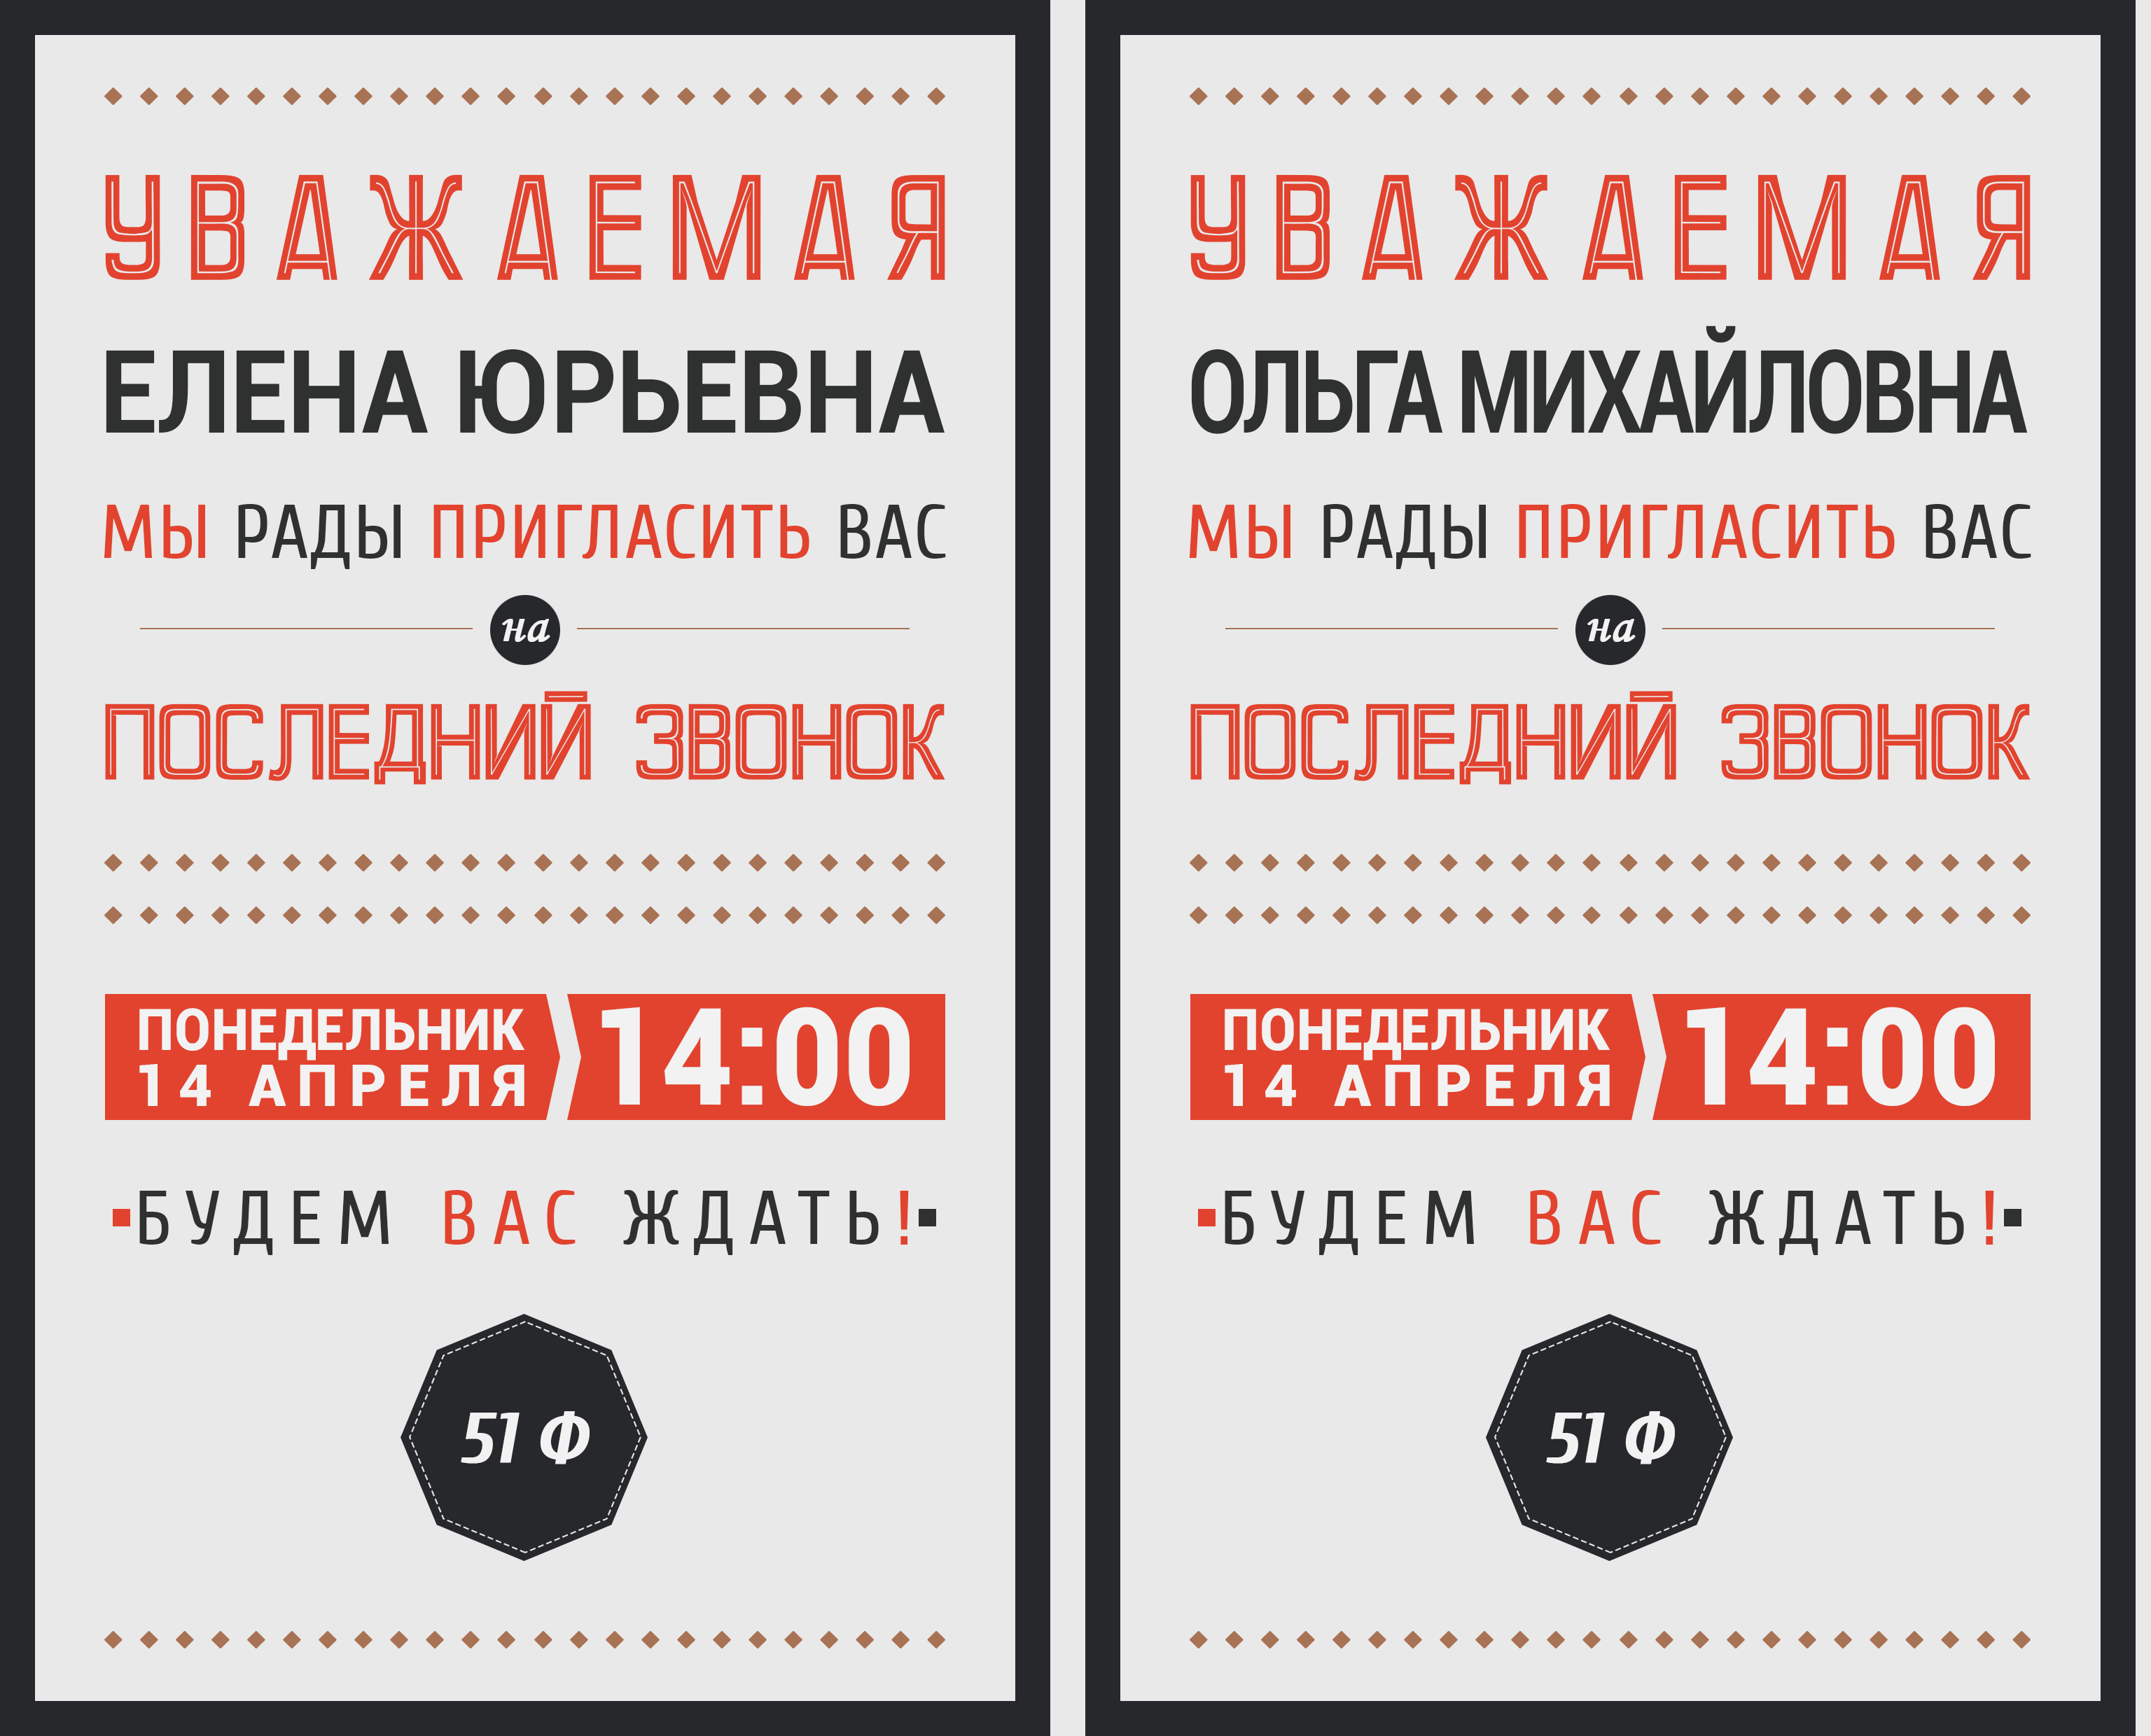 УВАЖАЕМАЯ
ЕЛЕНА ЮРЬЕВНА
МЫ РАДЫ ПРИГЛАСИТЬ ВАС
на
ПОСЛЕДНИЙ ЗВОНОК
ПОНЕДЕЛЬНИК
14 АПРЕЛЯ
14:00
БУДЕМ ВАС ЖДАТЬ!
51 Ф
УВАЖАЕМАЯ
ОЛЬГА МИХАЙЛОВНА
МЫ РАДЫ ПРИГЛАСИТЬ ВАС
на
ПОСЛЕДНИЙ ЗВОНОК
ПОНЕДЕЛЬНИК
14 АПРЕЛЯ
14:00
БУДЕМ ВАС ЖДАТЬ!
51 Ф